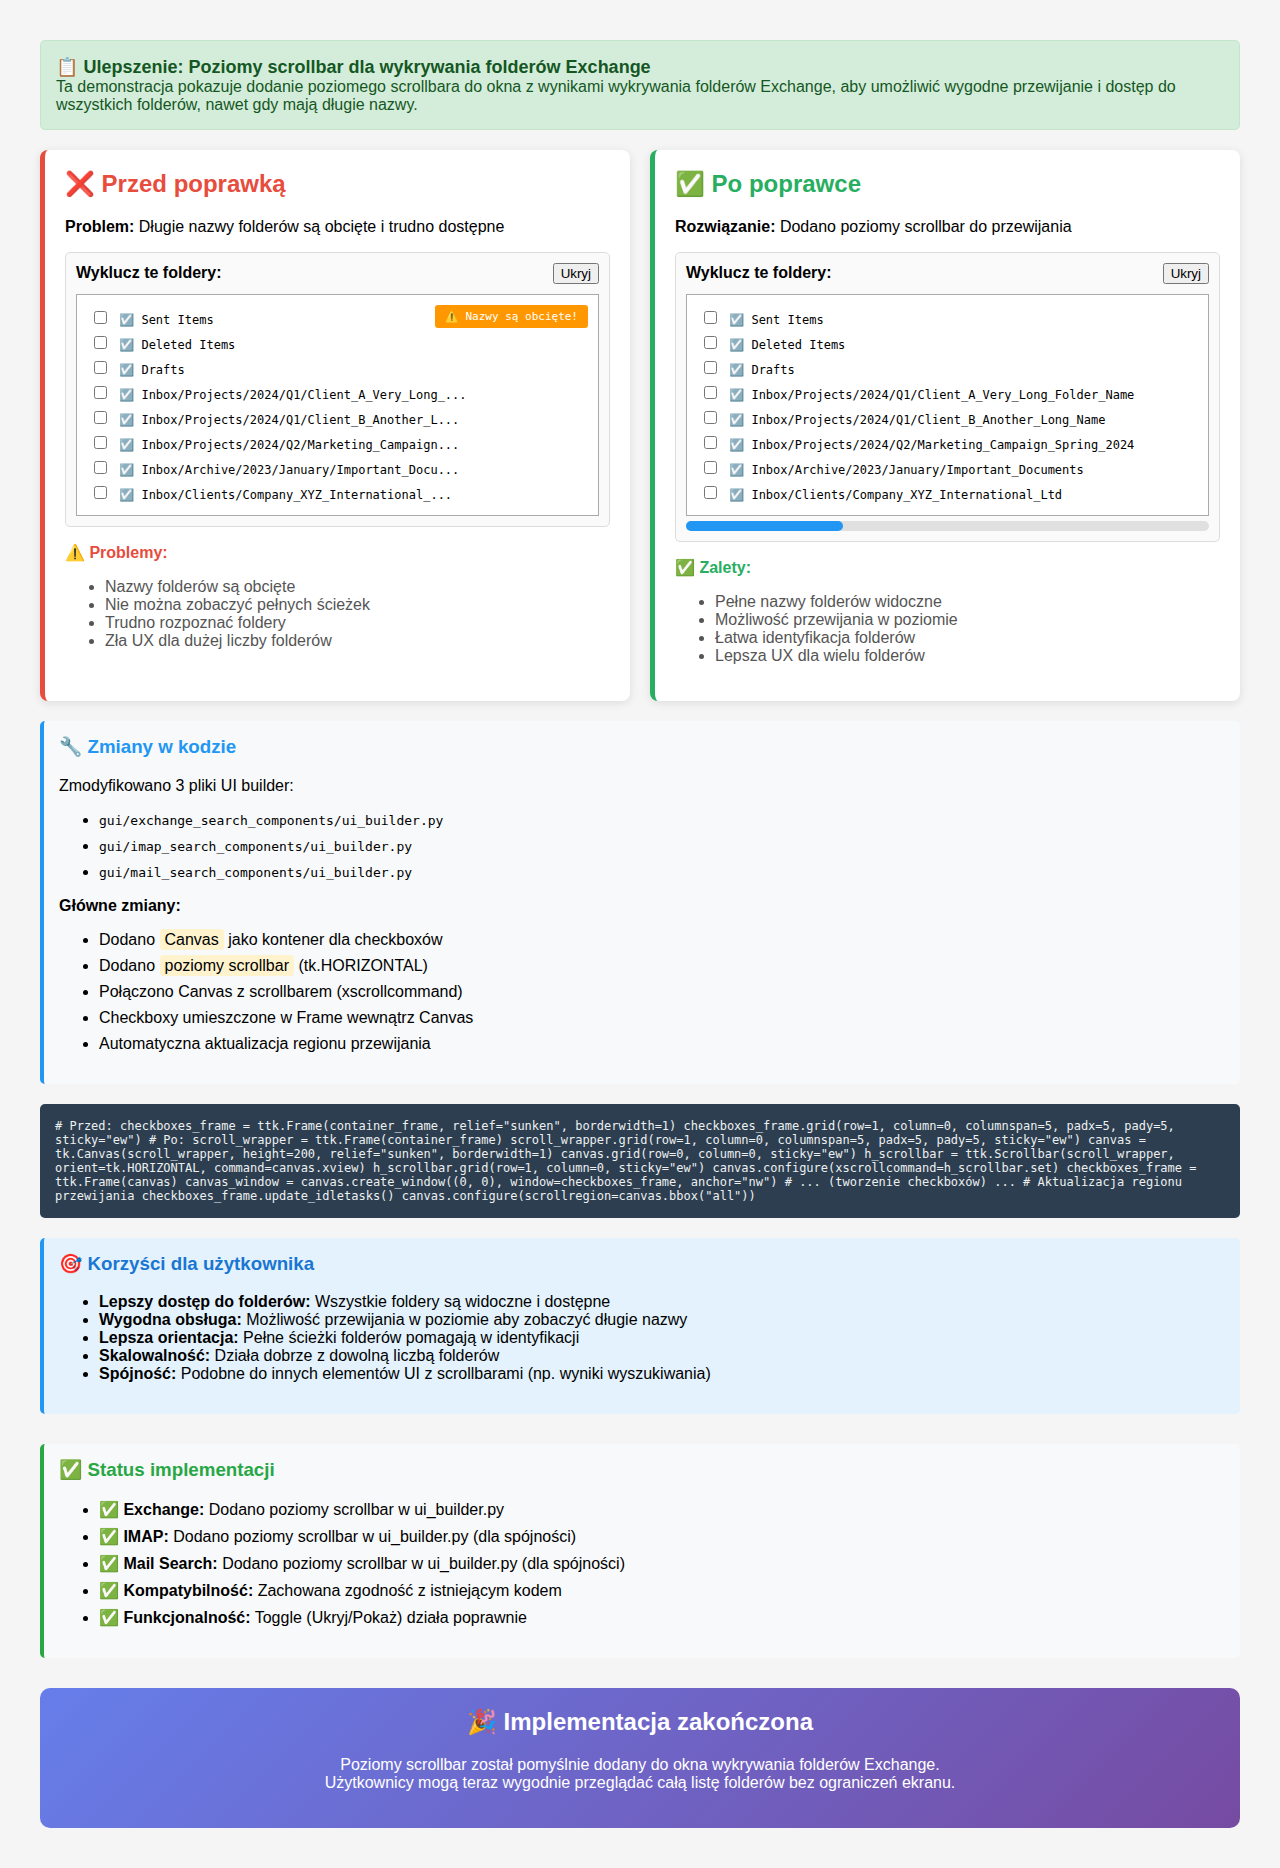 📋 Ulepszenie: Poziomy scrollbar dla wykrywania folderów Exchange
Ta demonstracja pokazuje dodanie poziomego scrollbara do okna z wynikami wykrywania folderów Exchange, aby umożliwić wygodne przewijanie i dostęp do
wszystkich folderów, nawet gdy mają długie nazwy.
❌ Przed poprawką
Problem: Długie nazwy folderów są obcięte i trudno dostępne
Wyklucz te foldery:
Ukryj
⚠️ Nazwy są obcięte!
☑️ Sent Items
☑️ Deleted Items
☑️ Drafts
☑️ Inbox/Projects/2024/Q1/Client_A_Very_Long_...
☑️ Inbox/Projects/2024/Q1/Client_B_Another_L...
☑️ Inbox/Projects/2024/Q2/Marketing_Campaign...
☑️ Inbox/Archive/2023/January/Important_Docu...
☑️ Inbox/Clients/Company_XYZ_International_...
⚠️ Problemy:
• Nazwy folderów są obcięte
• Nie można zobaczyć pełnych ścieżek
• Trudno rozpoznać foldery
• Zła UX dla dużej liczby folderów
✅ Po poprawce
Rozwiązanie: Dodano poziomy scrollbar do przewijania
Wyklucz te foldery:
Ukryj
☑️ Sent Items
☑️ Deleted Items
☑️ Drafts
☑️ Inbox/Projects/2024/Q1/Client_A_Very_Long_Folder_Name
☑️ Inbox/Projects/2024/Q1/Client_B_Another_Long_Name
☑️ Inbox/Projects/2024/Q2/Marketing_Campaign_Spring_2024
☑️ Inbox/Archive/2023/January/Important_Documents
☑️ Inbox/Clients/Company_XYZ_International_Ltd
✅ Zalety:
• Pełne nazwy folderów widoczne
• Możliwość przewijania w poziomie
• Łatwa identyfikacja folderów
• Lepsza UX dla wielu folderów
🔧 Zmiany w kodzie
Zmodyfikowano 3 pliki UI builder:
• gui/exchange_search_components/ui_builder.py
• gui/imap_search_components/ui_builder.py
• gui/mail_search_components/ui_builder.py
Główne zmiany:
• Dodano Canvas jako kontener dla checkboxów
• Dodano poziomy scrollbar (tk.HORIZONTAL)
• Połączono Canvas z scrollbarem (xscrollcommand)
• Checkboxy umieszczone w Frame wewnątrz Canvas
• Automatyczna aktualizacja regionu przewijania
# Przed: checkboxes_frame = ttk.Frame(container_frame, relief="sunken", borderwidth=1) checkboxes_frame.grid(row=1, column=0, columnspan=5, padx=5, pady=5,
sticky="ew") # Po: scroll_wrapper = ttk.Frame(container_frame) scroll_wrapper.grid(row=1, column=0, columnspan=5, padx=5, pady=5, sticky="ew") canvas =
tk.Canvas(scroll_wrapper, height=200, relief="sunken", borderwidth=1) canvas.grid(row=0, column=0, sticky="ew") h_scrollbar = ttk.Scrollbar(scroll_wrapper,
orient=tk.HORIZONTAL, command=canvas.xview) h_scrollbar.grid(row=1, column=0, sticky="ew") canvas.configure(xscrollcommand=h_scrollbar.set) checkboxes_frame =
ttk.Frame(canvas) canvas_window = canvas.create_window((0, 0), window=checkboxes_frame, anchor="nw") # ... (tworzenie checkboxów) ... # Aktualizacja regionu
przewijania checkboxes_frame.update_idletasks() canvas.configure(scrollregion=canvas.bbox("all"))
🎯 Korzyści dla użytkownika
• Lepszy dostęp do folderów: Wszystkie foldery są widoczne i dostępne
• Wygodna obsługa: Możliwość przewijania w poziomie aby zobaczyć długie nazwy
• Lepsza orientacja: Pełne ścieżki folderów pomagają w identyfikacji
• Skalowalność: Działa dobrze z dowolną liczbą folderów
• Spójność: Podobne do innych elementów UI z scrollbarami (np. wyniki wyszukiwania)
✅ Status implementacji
• ✅ Exchange: Dodano poziomy scrollbar w ui_builder.py
• ✅ IMAP: Dodano poziomy scrollbar w ui_builder.py (dla spójności)
• ✅ Mail Search: Dodano poziomy scrollbar w ui_builder.py (dla spójności)
• ✅ Kompatybilność: Zachowana zgodność z istniejącym kodem
• ✅ Funkcjonalność: Toggle (Ukryj/Pokaż) działa poprawnie
🎉 Implementacja zakończona
Poziomy scrollbar został pomyślnie dodany do okna wykrywania folderów Exchange.
Użytkownicy mogą teraz wygodnie przeglądać całą listę folderów bez ograniczeń ekranu.